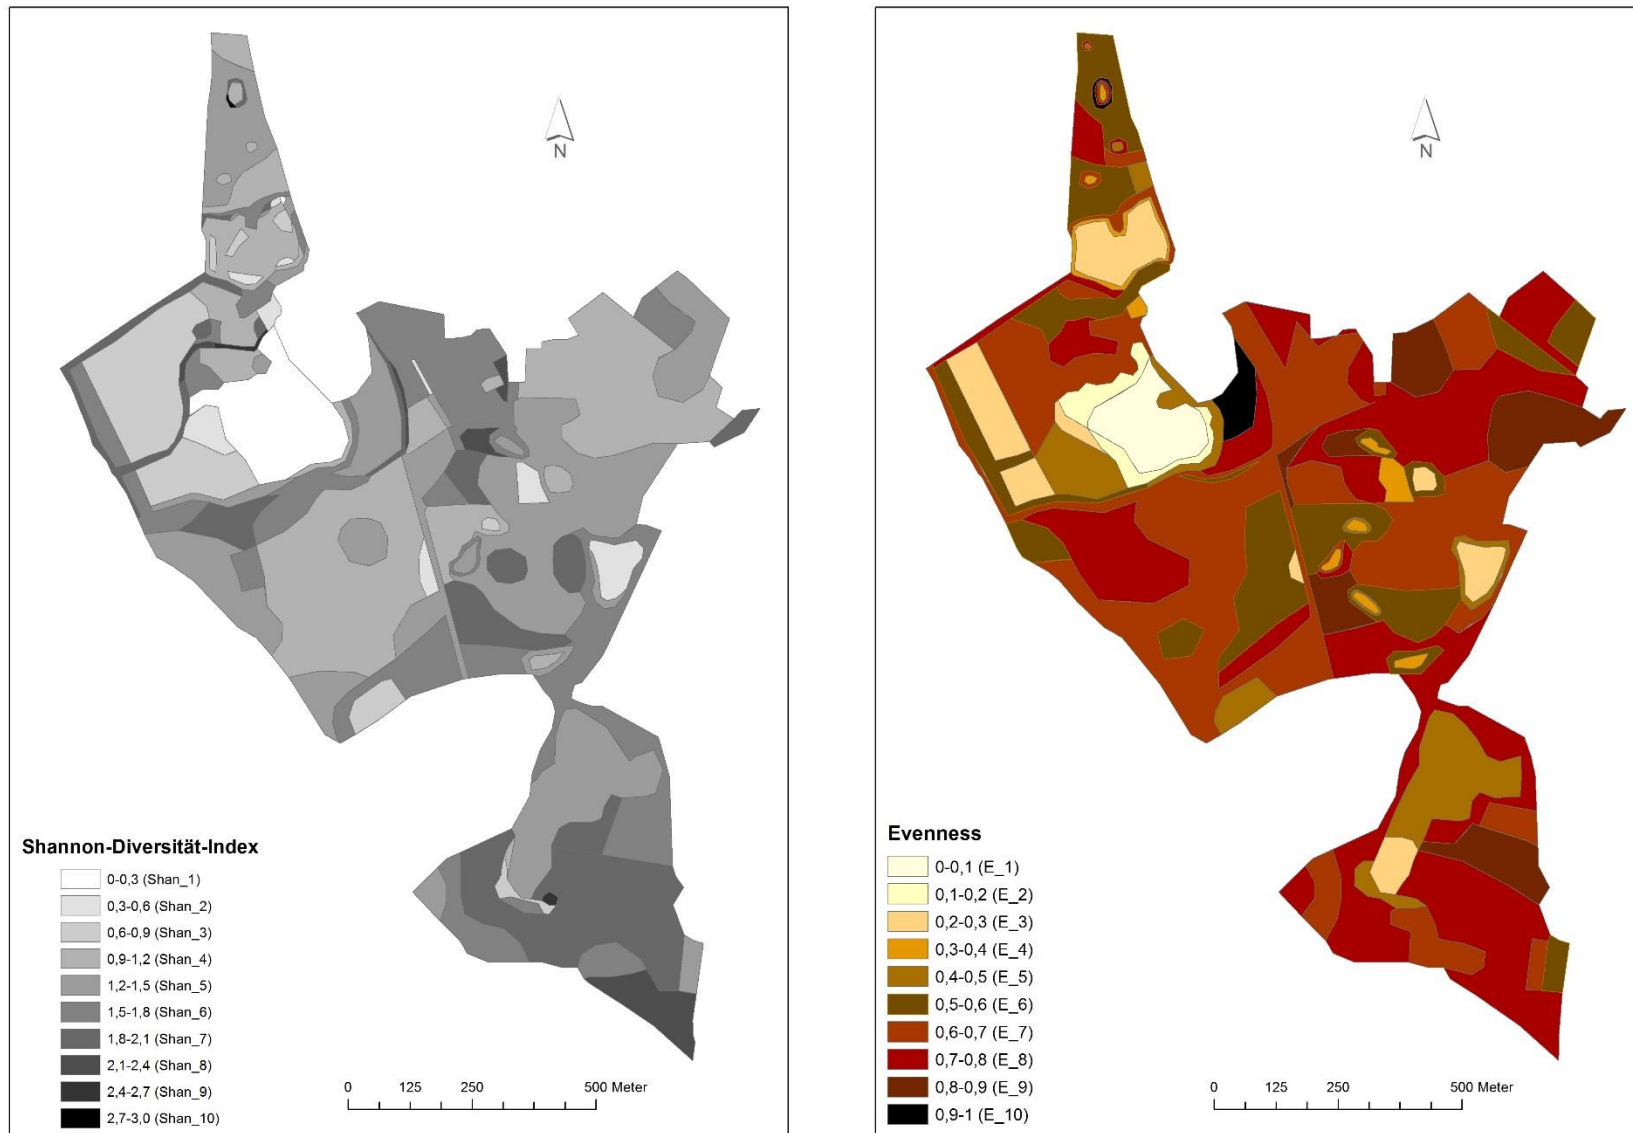 N
Shannon-Diversität-Index
0-0,3 (Shan_1)
0,3-0,6 (Shan_2)
0,6-0,9 (Shan_3)
0,9-1,2 (Shan_4)
1,2-1,5 (Shan_5)
1,5-1,8 (Shan_6)
1,8-2,1 (Shan_7)
2,1-2,4 (Shan_8)
2,4-2,7 (Shan_9)
2,7-3,0 (Shan_10)
0 125 250 500 Meter
N
Evenness
0-0,1 (E_1)
0,1-0,2 (E_2)
0,2-0,3 (E_3)
0,3-0,4 (E_4)
0,4-0,5 (E_5)
0,5-0,6 (E_6)
0,6-0,7 (E_7)
0,7-0,8 (E_8)
0,8-0,9 (E_9)
0,9-1 (E_10)
0 125 250 500 Meter